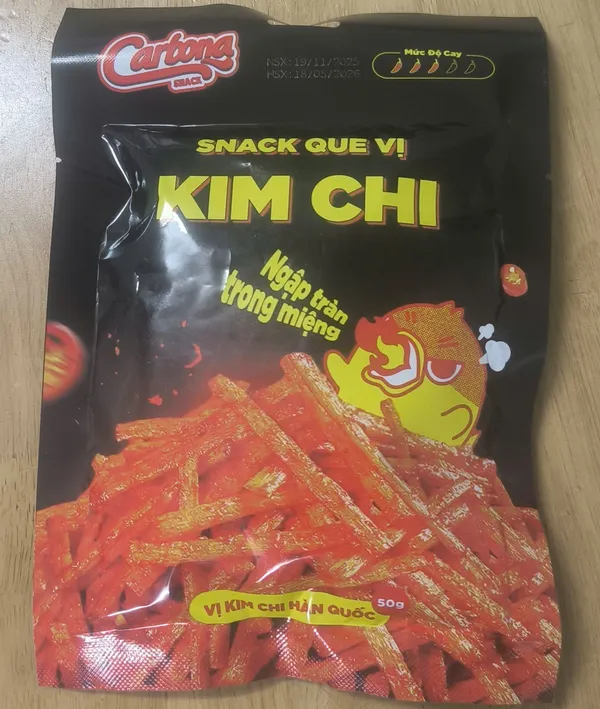 Cartona
SNACK
NSX:19/11/2025
HSX:18/05/2026
Mức Độ Cay
SNACK QUE VỊ
KIM CHI
Ngập tràn
trong miệng
VỊ KIM CHI HÀN QUỐC
50g